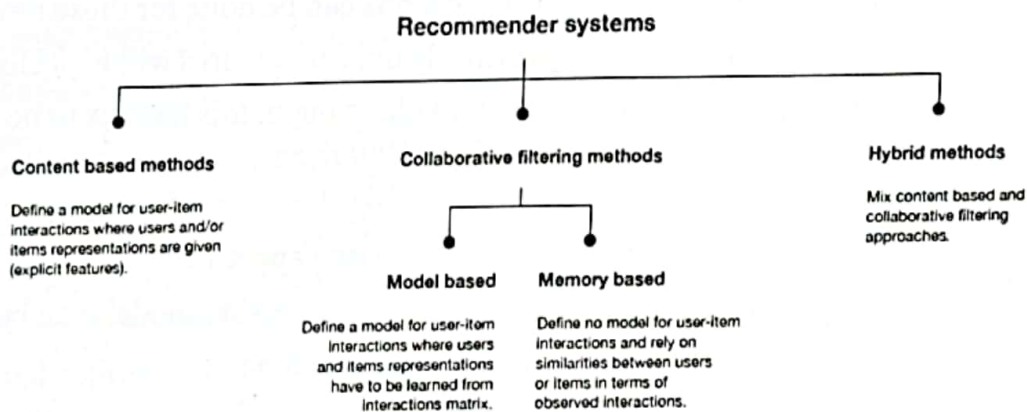 Recommender systems
Content based methods
Define a model for user-item
interactions where users and/or
items representations are given
(explicit features).
Collaborative filtering methods
Model based
Define a model for user-item
interactions where users
and items representations
have to be learned from
interactions matrix.
Memory based
Define no model for user-item
interactions and rely on
similarities between users
or items in terms of
observed interactions.
Hybrid methods
Mix content based and
collaborative filtering
approaches.